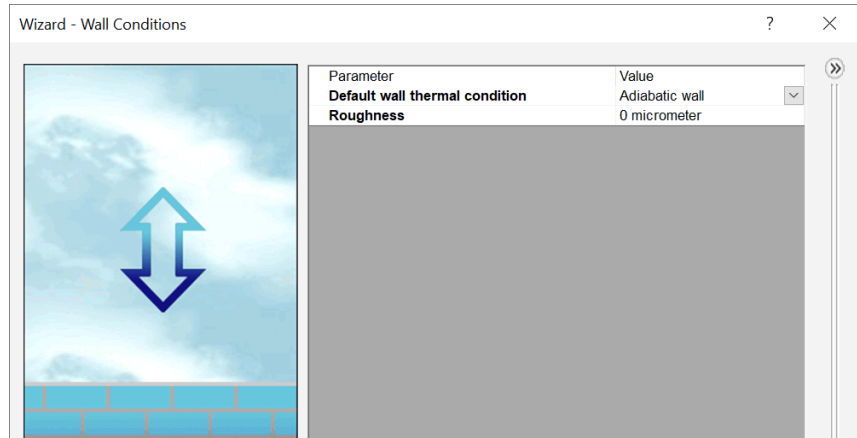 Wizard - Wall Conditions ?
Parameter Value
Default wall thermal condition Adiabatic wall
Roughness 0 micrometer